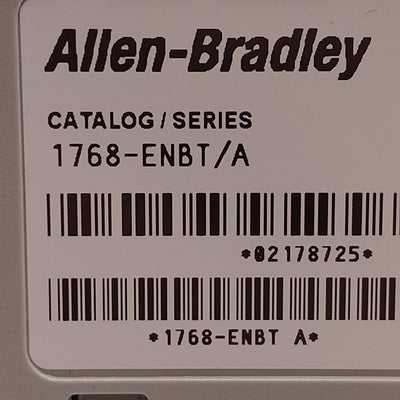 Allen-Bradley
CATALOG / SERIES
1768-ENBT/A
*02178725*
*1768-ENBT A*